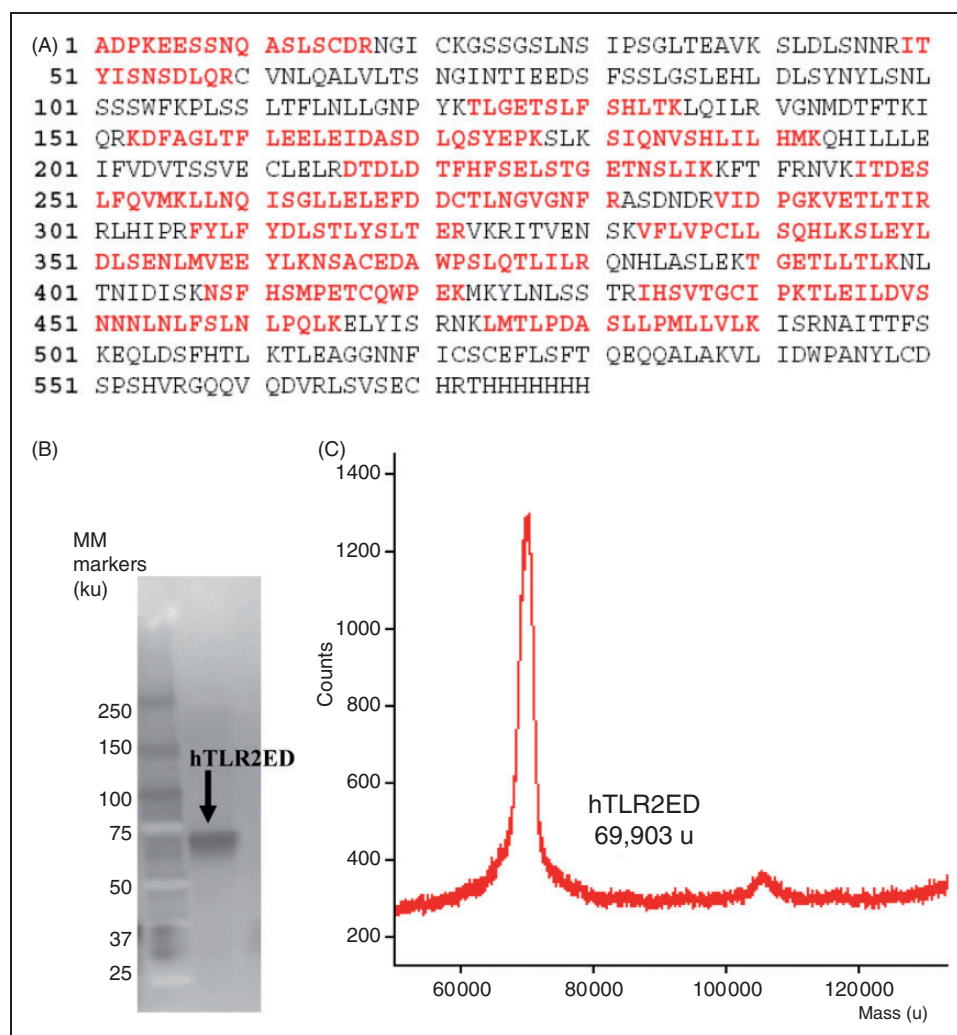 (A) 1 ADPKEESSNQ ASLSCDRNGI CKGSSGSLNS IPSGLTEAVK SLDLSNNRIT
51 YISNSDLQRC VNLQALVLTS NGINTIEEDS FSSLGSLEHL DLSYNYLSNL
101 SSSWFKPLSS LTFLNLLGNP YKTLGETSLF SHLTKLQILR VGNMDTFTKI
151 QRKDFAGLTF LEELEIDASD LQSYEPKSLK SIQNVSHLIL HMKQHILLLE
201 IFVDVTSSVE CLELRDTDLD TFHFSELSTG ETNSLIKKFT FRNVKITDES
251 LFQVMKLLNQ ISGLLELEFD DCTLNGVGNF RASDNDRVID PGKVETLTIR
301 RLHIPRFYLF YDLSTLYSLT ERVKRITVEN SKVFLVPCLL SQHLKSLEYL
351 DLSENLMVEE YLKNSACEDA WPSLQTLILR QNHLASLEKT GETLLTLKNL
401 TNIDISKNSF HSMPETCQWP EKMKYLNLSS TRIHSVTGCI PKTLEILDVS
451 NNNLNLFSLN LPQLKELYIS RNKLMTLPDA SLLPMLLVLK ISRNAITTFS
501 KEQLDSFHTL KTLEAGGNNF ICSCEFLSFT QEQQALAKVL IDWPANYLCD
551 SPSHVRGQQV QDVRLSVSEC HRTHHHHHHH
(B)
MM
markers
(ku)
250
150
hTLR2ED
100
75
50
37
25
(C)
1400
1200
1000
Counts
800
600
400
200
hTLR2ED
69,903 u
60000 80000 100000 120000
Mass (u)